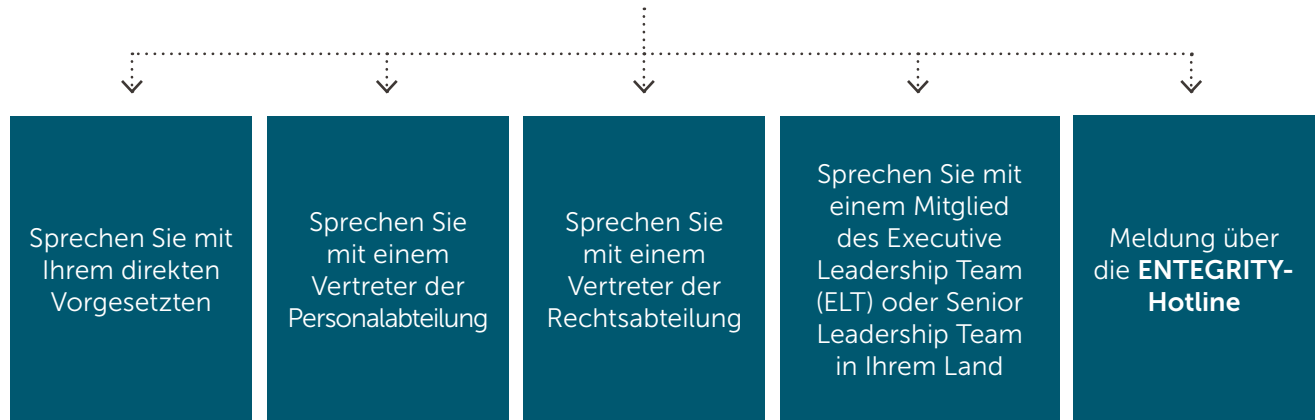 Sprechen Sie mit
Ihrem direkten
Vorgesetzten
Sprechen Sie
mit einem
Vertreter der
Personalabteilung
Sprechen Sie
mit einem
Vertreter der
Rechtsabteilung
Sprechen Sie mit
einem Mitglied
des Executive
Leadership Team
(ELT) oder Senior
Leadership Team
in Ihrem Land
Meldung über
die ENTEGRITY-
Hotline